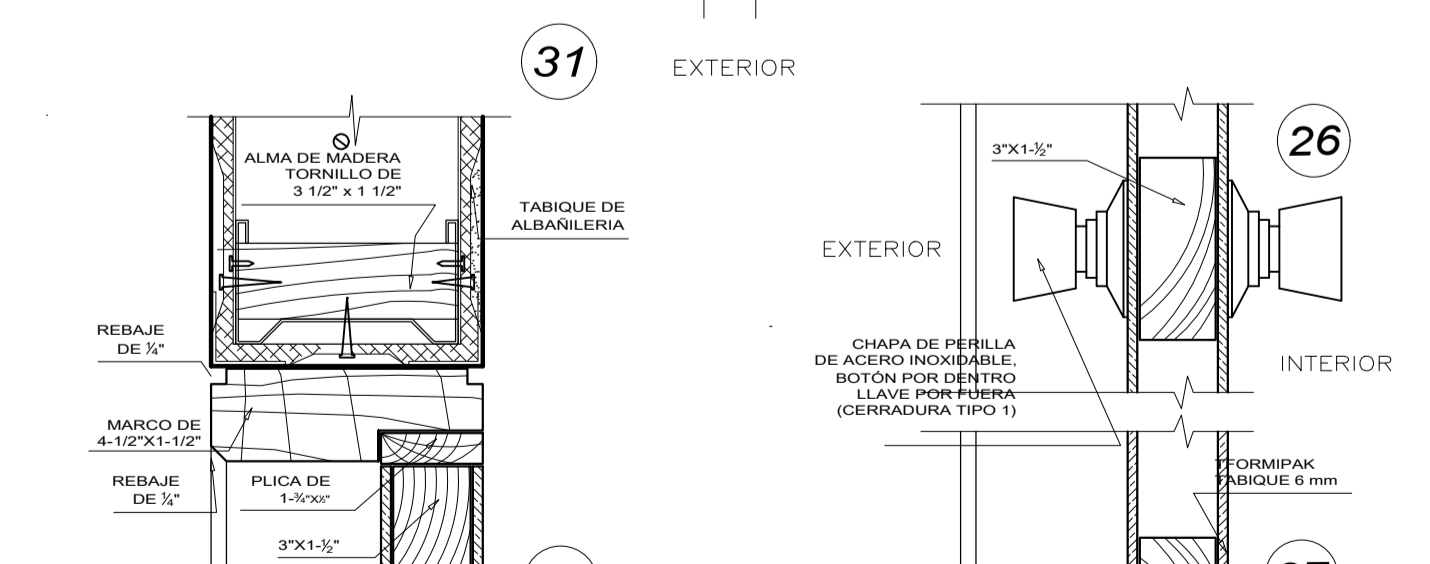 31
EXTERIOR
ALMA DE MADERA
TORNILLO DE
3 1/2" x 1 1/2"
TABIQUE DE
ALBAÑILERIA
REBAJE
DE ¼"
MARCO DE
4-1/2"X1-1/2"
REBAJE
DE ¼"
PLICA DE
1-¾"X½"
3"X1-½"
26
3"X1-½"
EXTERIOR
CHAPA DE PERILLA
DE ACERO INOXIDABLE,
BOTÓN POR DENTRO
LLAVE POR FUERA
(CERRADURA TIPO 1)
INTERIOR
TFORMIPAK
TABIQUE 6 mm